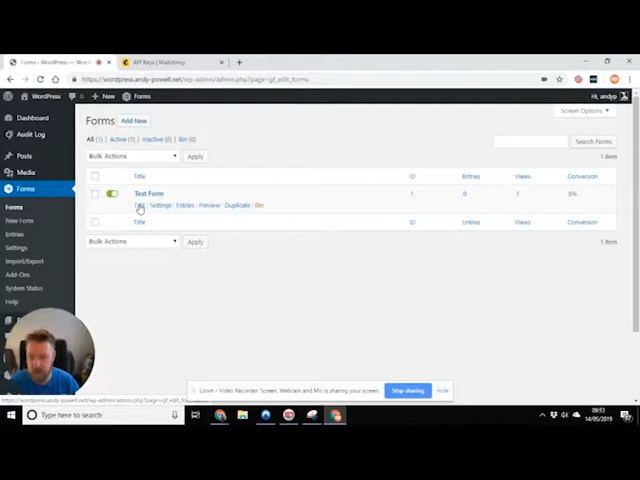 Forms ‹ WordPress — Wo
API Keys | Mailchimp
https://wordpress.andy-powell.net/wp-admin/admin.php?page=gf_edit_forms
WordPress
0
New
Forms
Hi, andyp
Dashboard
Audit Log
Posts
Media
Forms
Forms
New Form
Entries
Settings
Import/Export
Add-Ons
System Status
Help
Forms
Add New
Screen Options
All (1) | Active (1) | Inactive (0) | Bin (0)
Search Forms
Bulk Actions
Apply
1 item
Title ID Entries Views Conversion
Test Form 1 0 1 0%
Edit | Settings | Entries | Preview | Duplicate | Bin
Title ID Entries Views Conversion
Bulk Actions
Apply
1 item
Loom – Video Recorder: Screen, Webcam and Mic is sharing your screen.
Stop sharing
Hide
https://wordpress.andy-powell.net/wp-admin/admin.php?page=gf_edit_for
Type here to search
09:53
14/05/2019